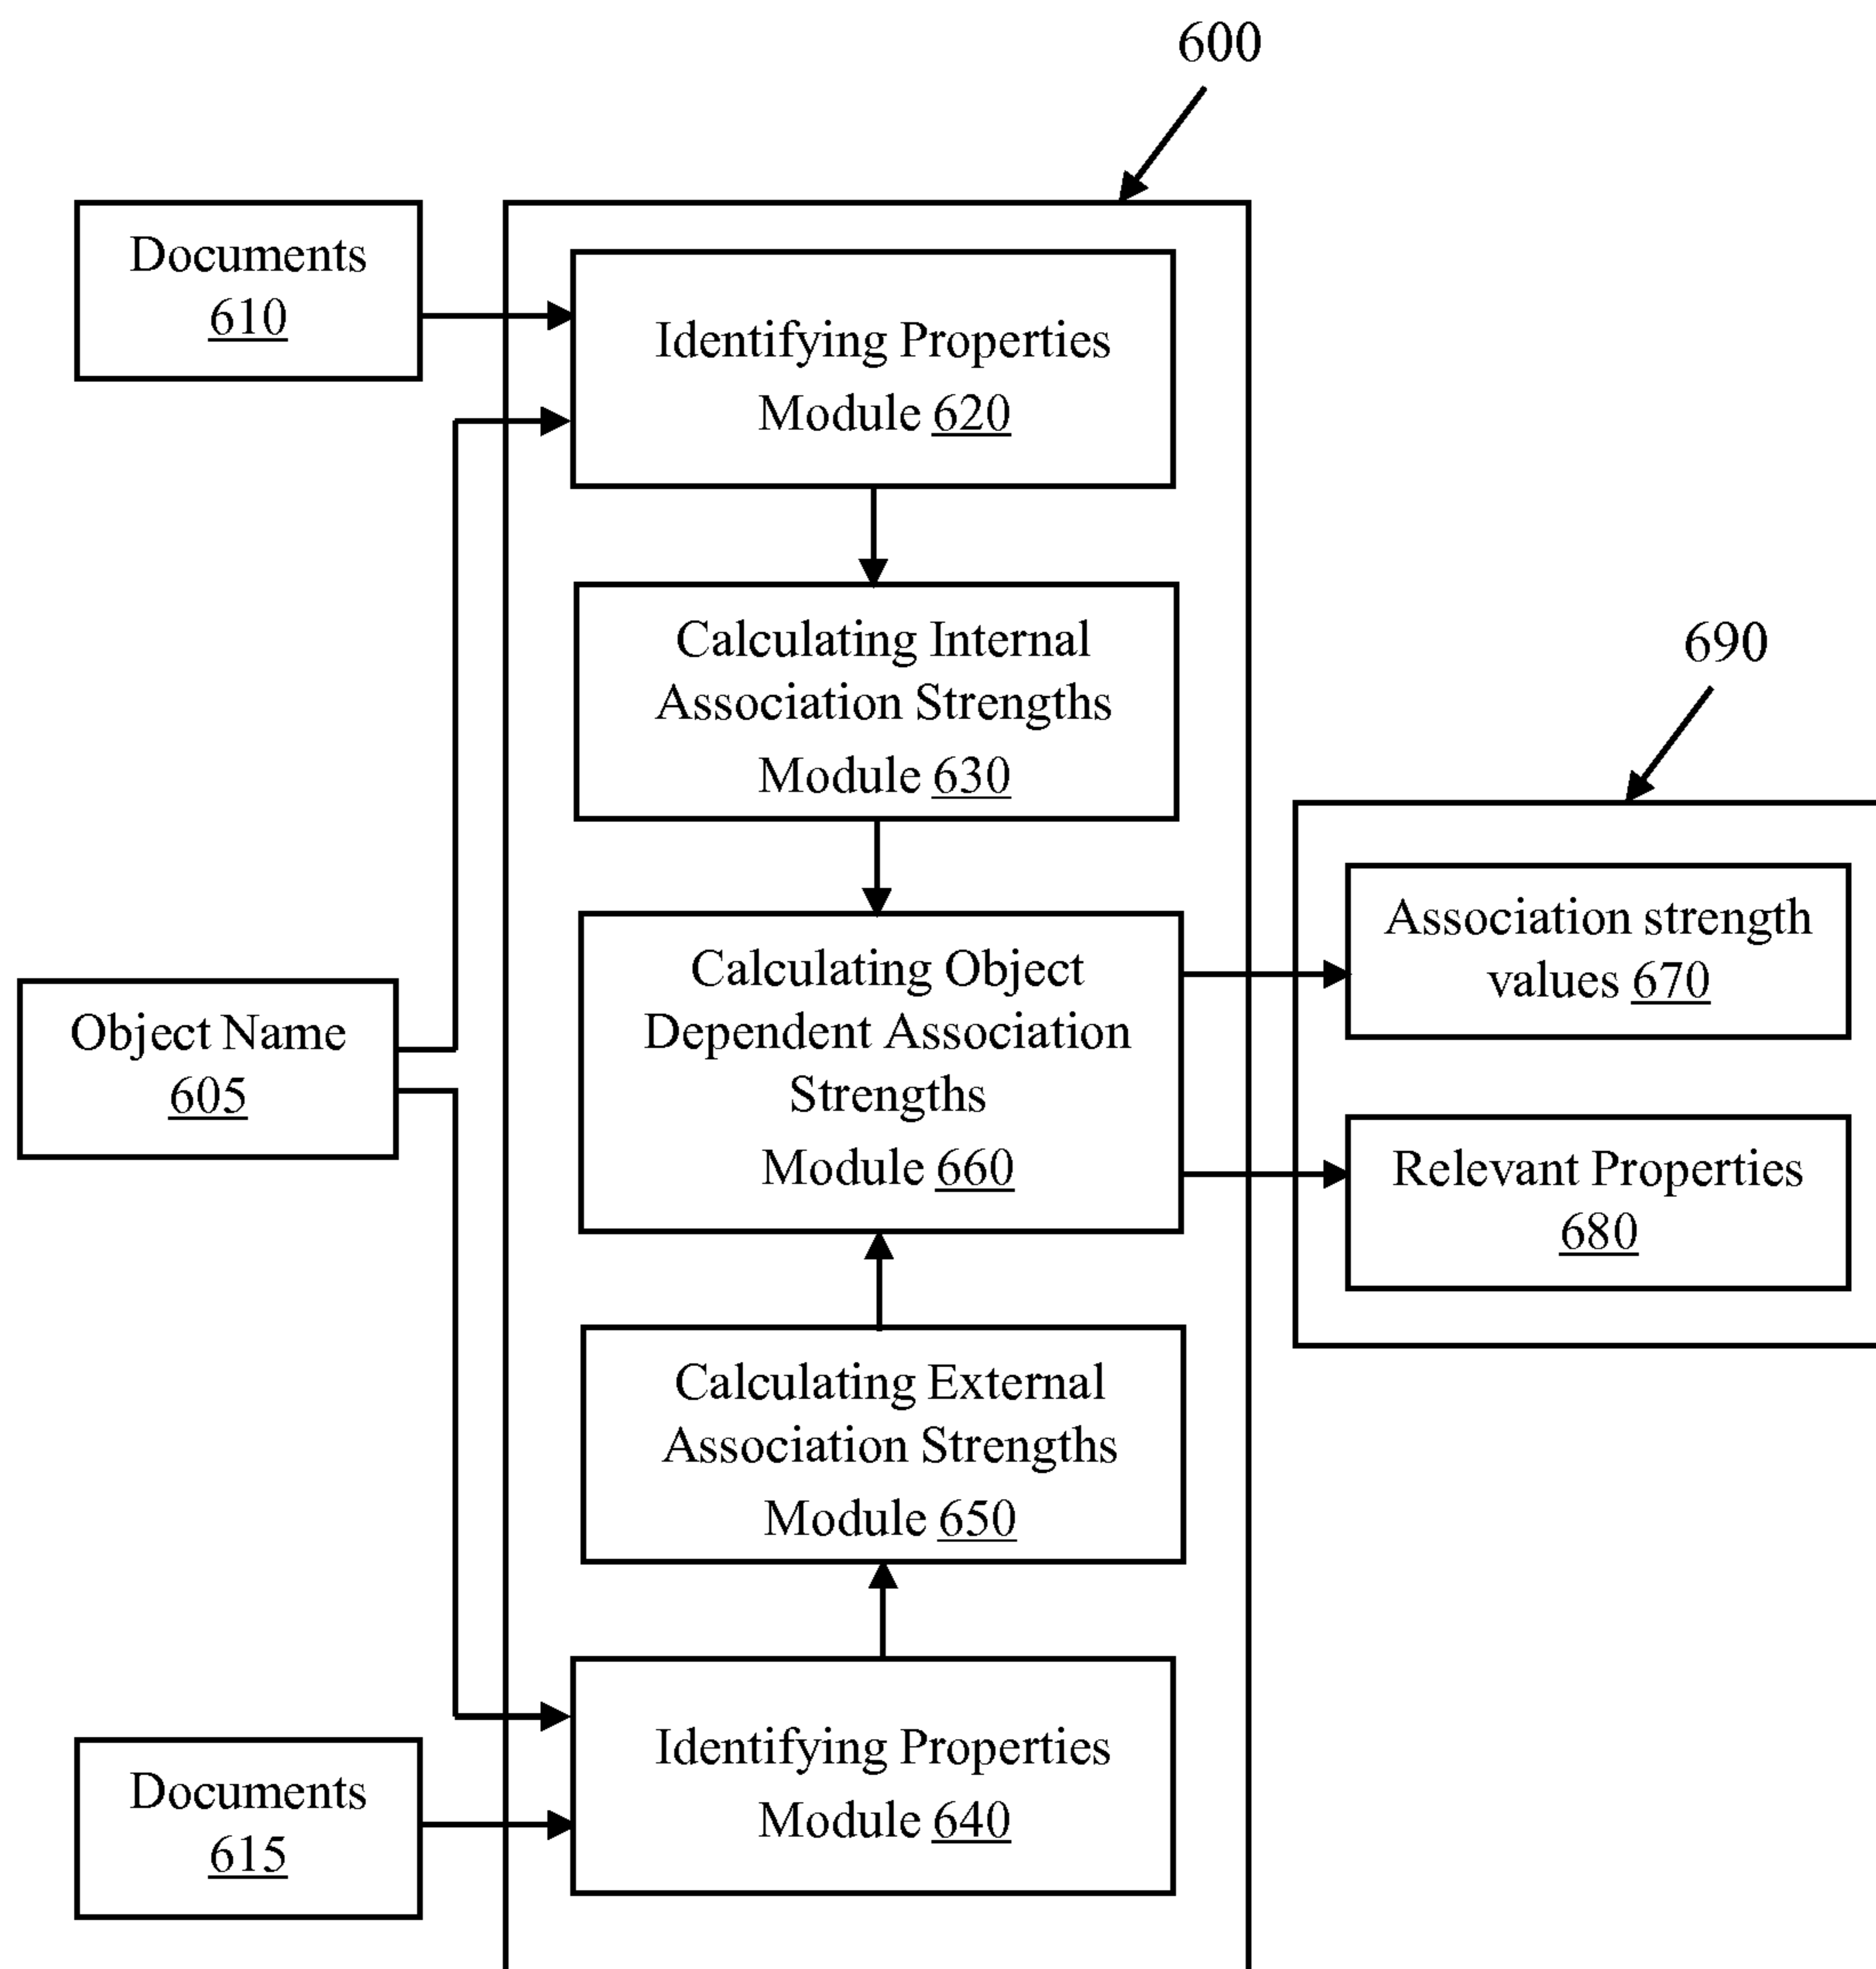 600
Documents
610
Identifying Properties
Module 620
Calculating Internal
Association Strengths
Module 630
690
Association strength
values 670
Calculating Object
Dependent Association
Strengths
Module 660
Object Name
605
Relevant Properties
680
Calculating External
Association Strengths
Module 650
Identifying Properties
Module 640
Documents
615